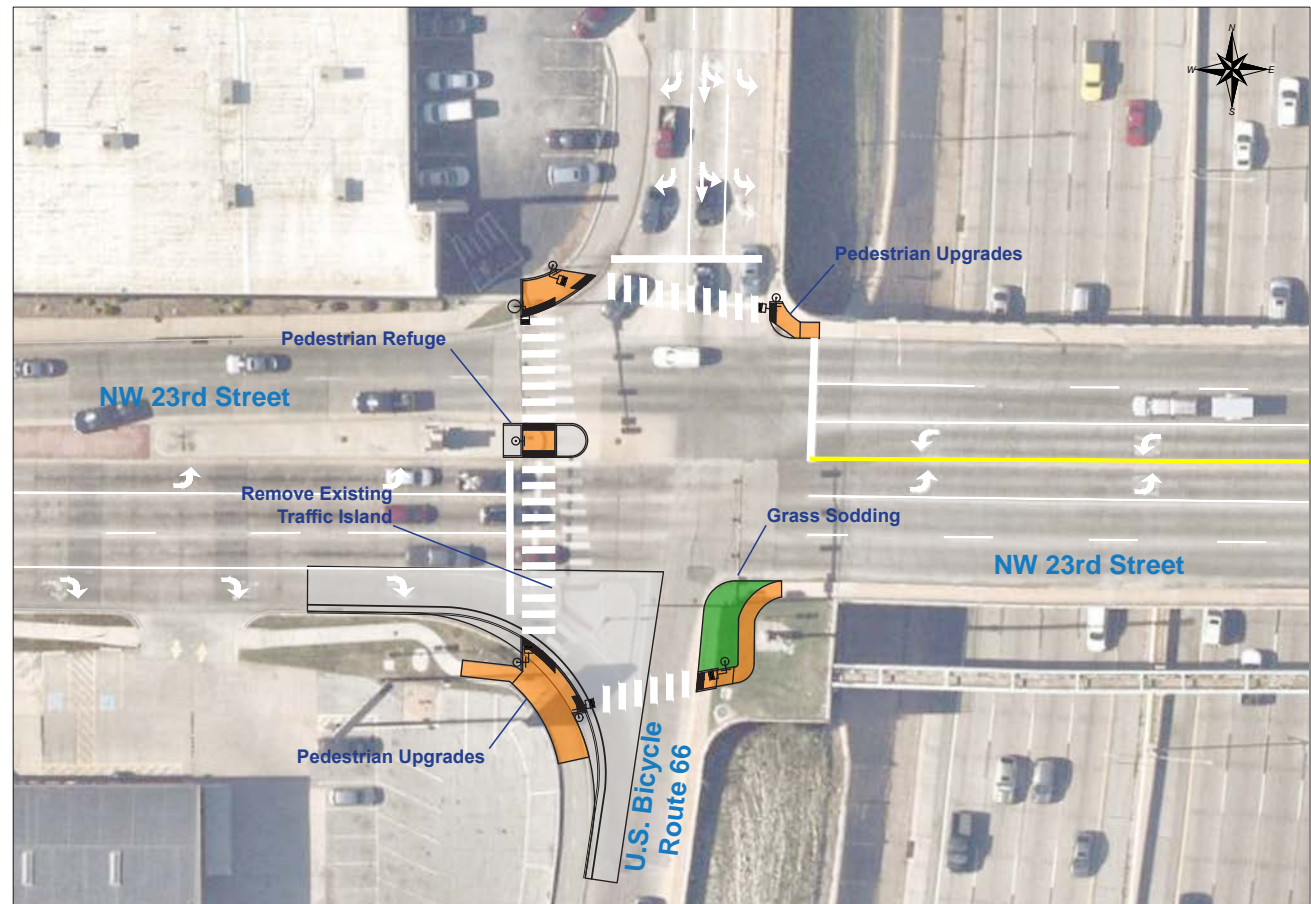 N
W E
S
Pedestrian Upgrades
Pedestrian Refuge
NW 23rd Street
Remove Existing
Traffic Island
Grass Sodding
NW 23rd Street
Pedestrian Upgrades
U.S. Bicycle
Route 66